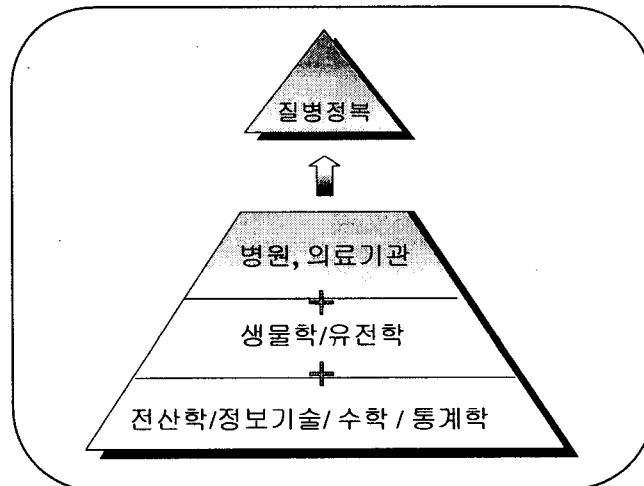 질병정복
병원, 의료기관
+
생물학/유전학
+
전산학/정보기술/ 수학 / 통계학